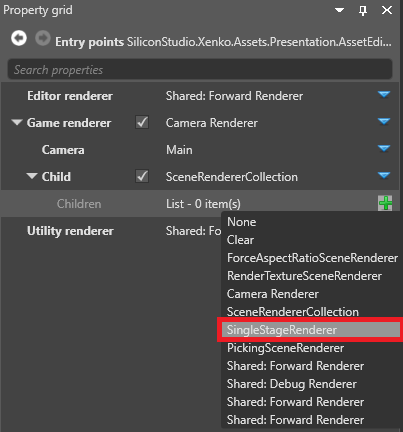 Property grid
Entry points SiliconStudio.Xenko.Assets.Presentation.AssetEdi...
Search properties
Editor renderer Shared: Forward Renderer
Game renderer Camera Renderer
Camera Main
Child SceneRendererCollection
Children List - 0 item(s)
Utility renderer Shared: Fo
None
Clear
ForceAspectRatioSceneRenderer
RenderTextureSceneRenderer
Camera Renderer
SceneRendererCollection
SingleStageRenderer
PickingSceneRenderer
Shared: Forward Renderer
Shared: Debug Renderer
Shared: Forward Renderer
Shared: Forward Renderer